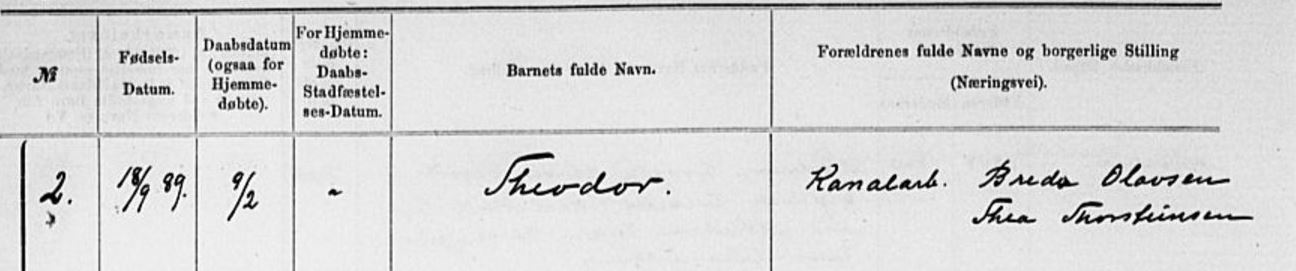 №
Fødsels-
Datum.
Daabsdatum
(ogsaa for
Hjemme-
døbte).
For Hjemme-
døbte:
Daabs-
Stadfæstel-
ses-Datum.
Barnets fulde Navn.
Forældrenes fulde Navne og borgerlige Stilling
(Næringsvei).
2. 18/9 89. 9/2 - Theodor. Kanalarb. Breda Olavsen
Thea Thorsteinsen